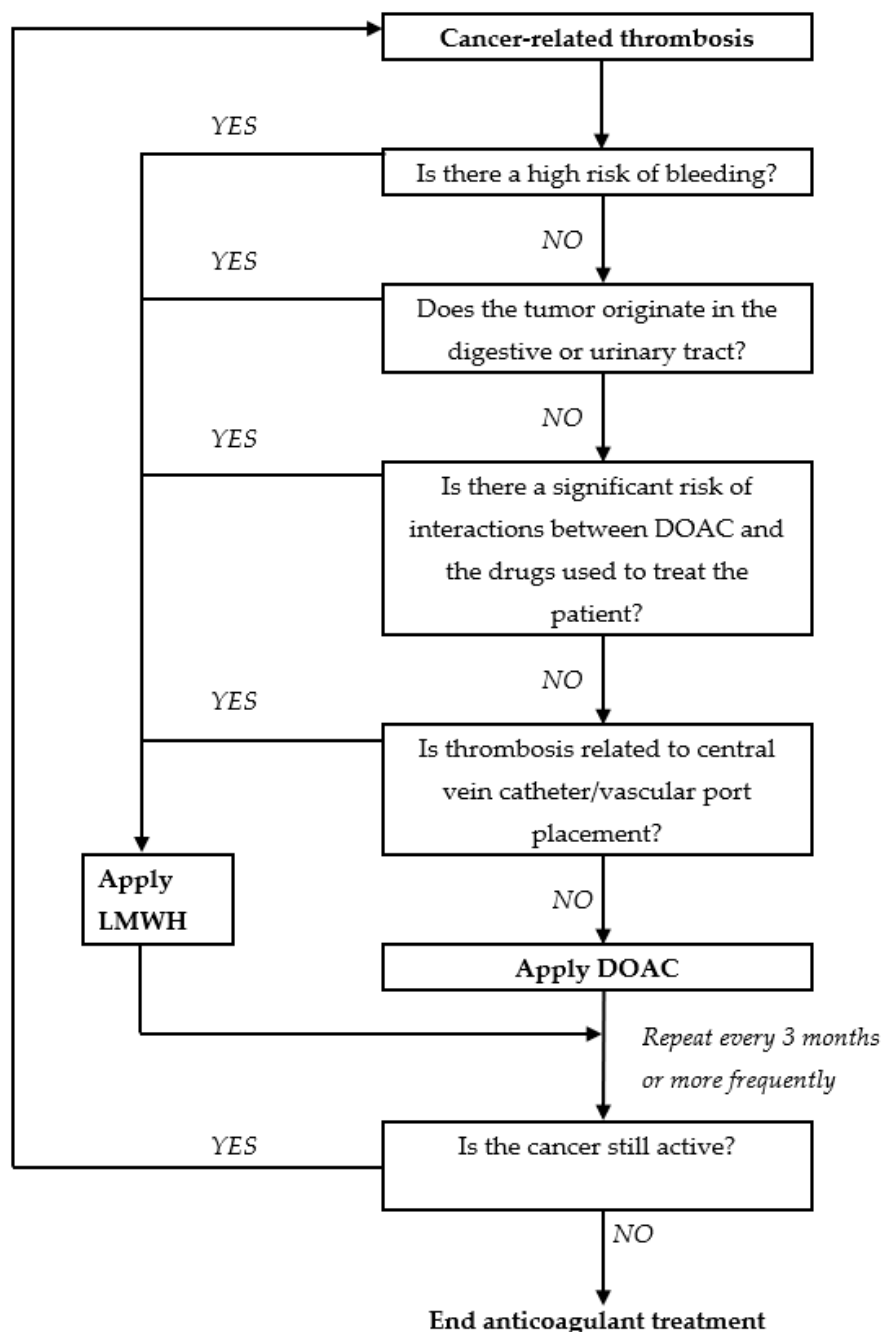 Cancer-related thrombosis
YES
Is there a high risk of bleeding?
NO
YES
Does the tumor originate in the
digestive or urinary tract?
NO
YES
Is there a significant risk of
interactions between DOAC and
the drugs used to treat the
patient?
NO
YES
Is thrombosis related to central
vein catheter/vascular port
placement?
Apply
LMWH
NO
Apply DOAC
Repeat every 3 months
or more frequently
YES
Is the cancer still active?
NO
End anticoagulant treatment